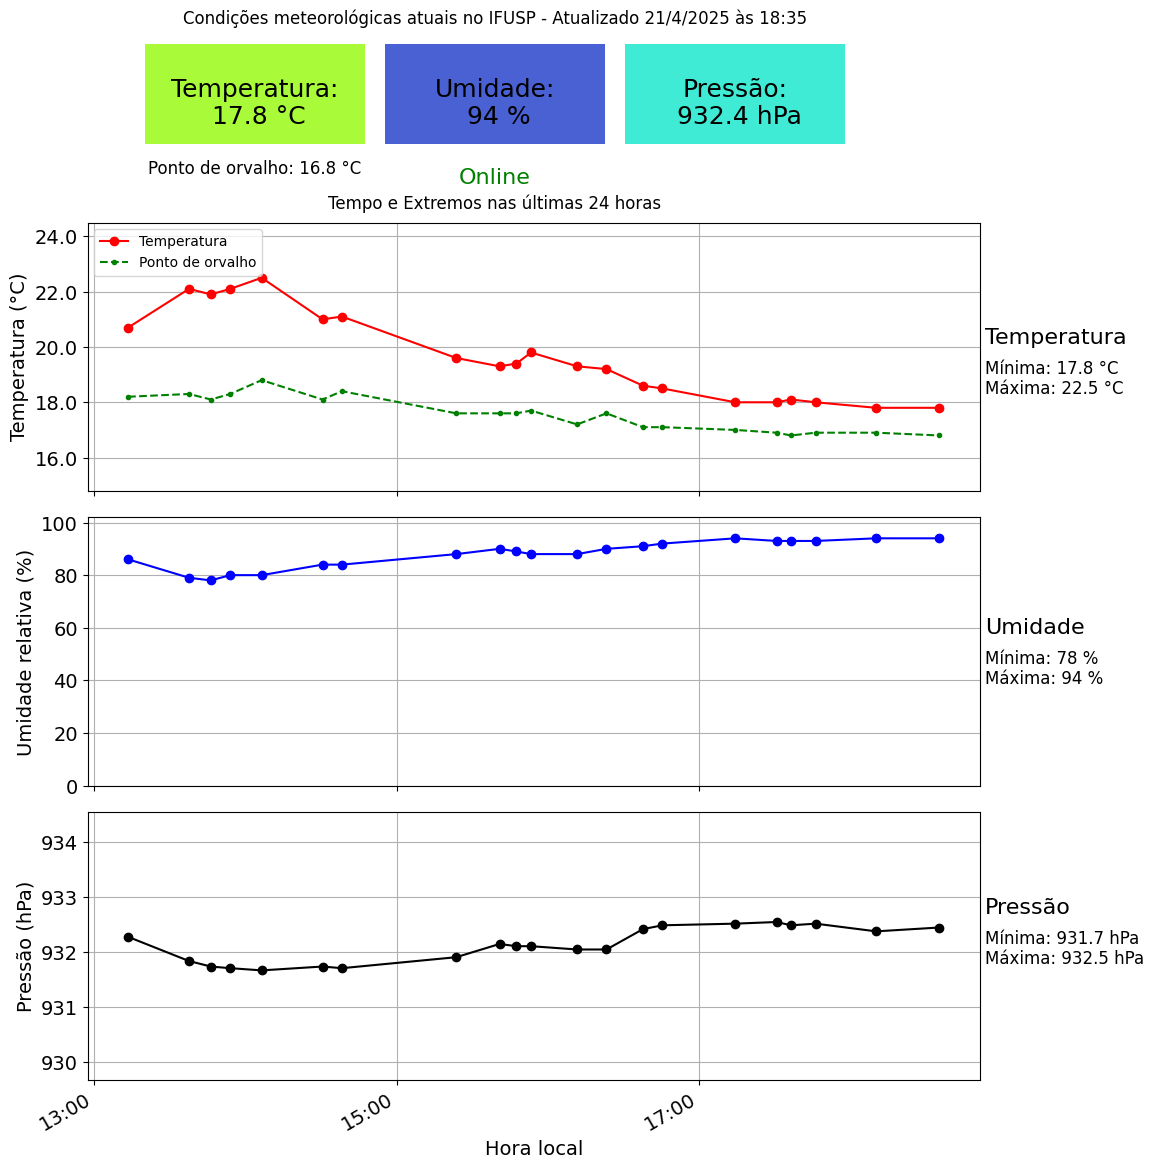 Condições meteorológicas atuais no IFUSP - Atualizado 21/4/2025 às 18:35
Temperatura:
17.8 °C
Umidade:
94 %
Pressão:
932.4 hPa
Ponto de orvalho: 16.8 °C
Online
Tempo e Extremos nas últimas 24 horas
Temperatura (°C)
24.0
22.0
20.0
18.0
16.0
Temperatura
Ponto de orvalho
Temperatura
Mínima: 17.8 °C
Máxima: 22.5 °C
Umidade relativa (%)
100
80
60
40
20
0
Umidade
Mínima: 78 %
Máxima: 94 %
Pressão (hPa)
934
933
932
931
930
Pressão
Mínima: 931.7 hPa
Máxima: 932.5 hPa
13:00
15:00
17:00
Hora local